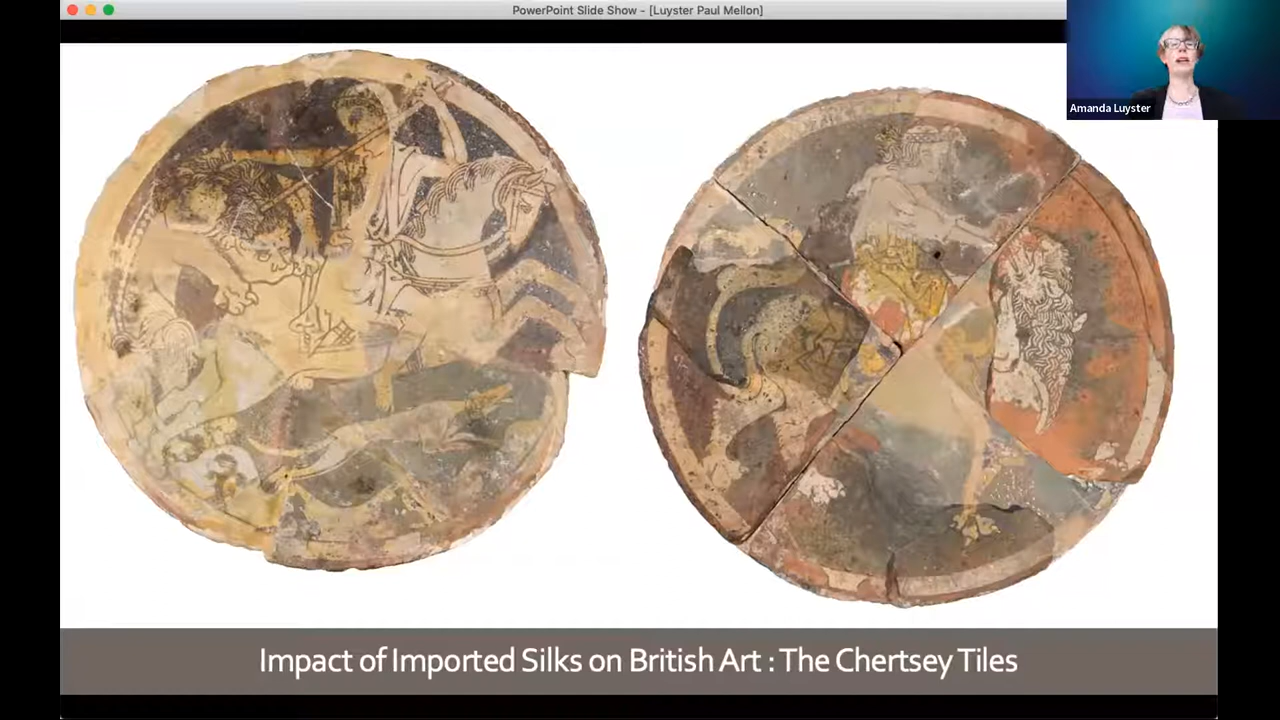 PowerPoint Slide Show - [Luyster Paul Mellon]
Amanda Luyster
Impact of Imported Silks on British Art : The Chertsey Tiles